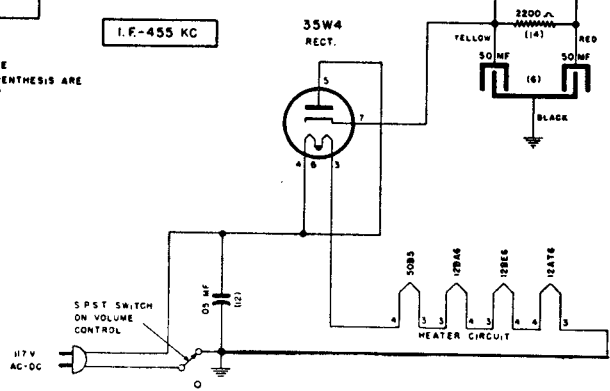 I.F.-455 KC
35W4
RECT.
2200 Ω
(14)
YELLOW
RED
50 MF
50 MF
(6)
BLACK
E
ENTHESIS ARE
5
7
4
6
3
50B5
12BA6
12BE6
12AT6
4
3
3
4
3
4
4
3
HEATER CIRCUIT
05 MF
(12)
S.P.S.T. SWITCH
ON VOLUME
CONTROL
117 V
AC-DC